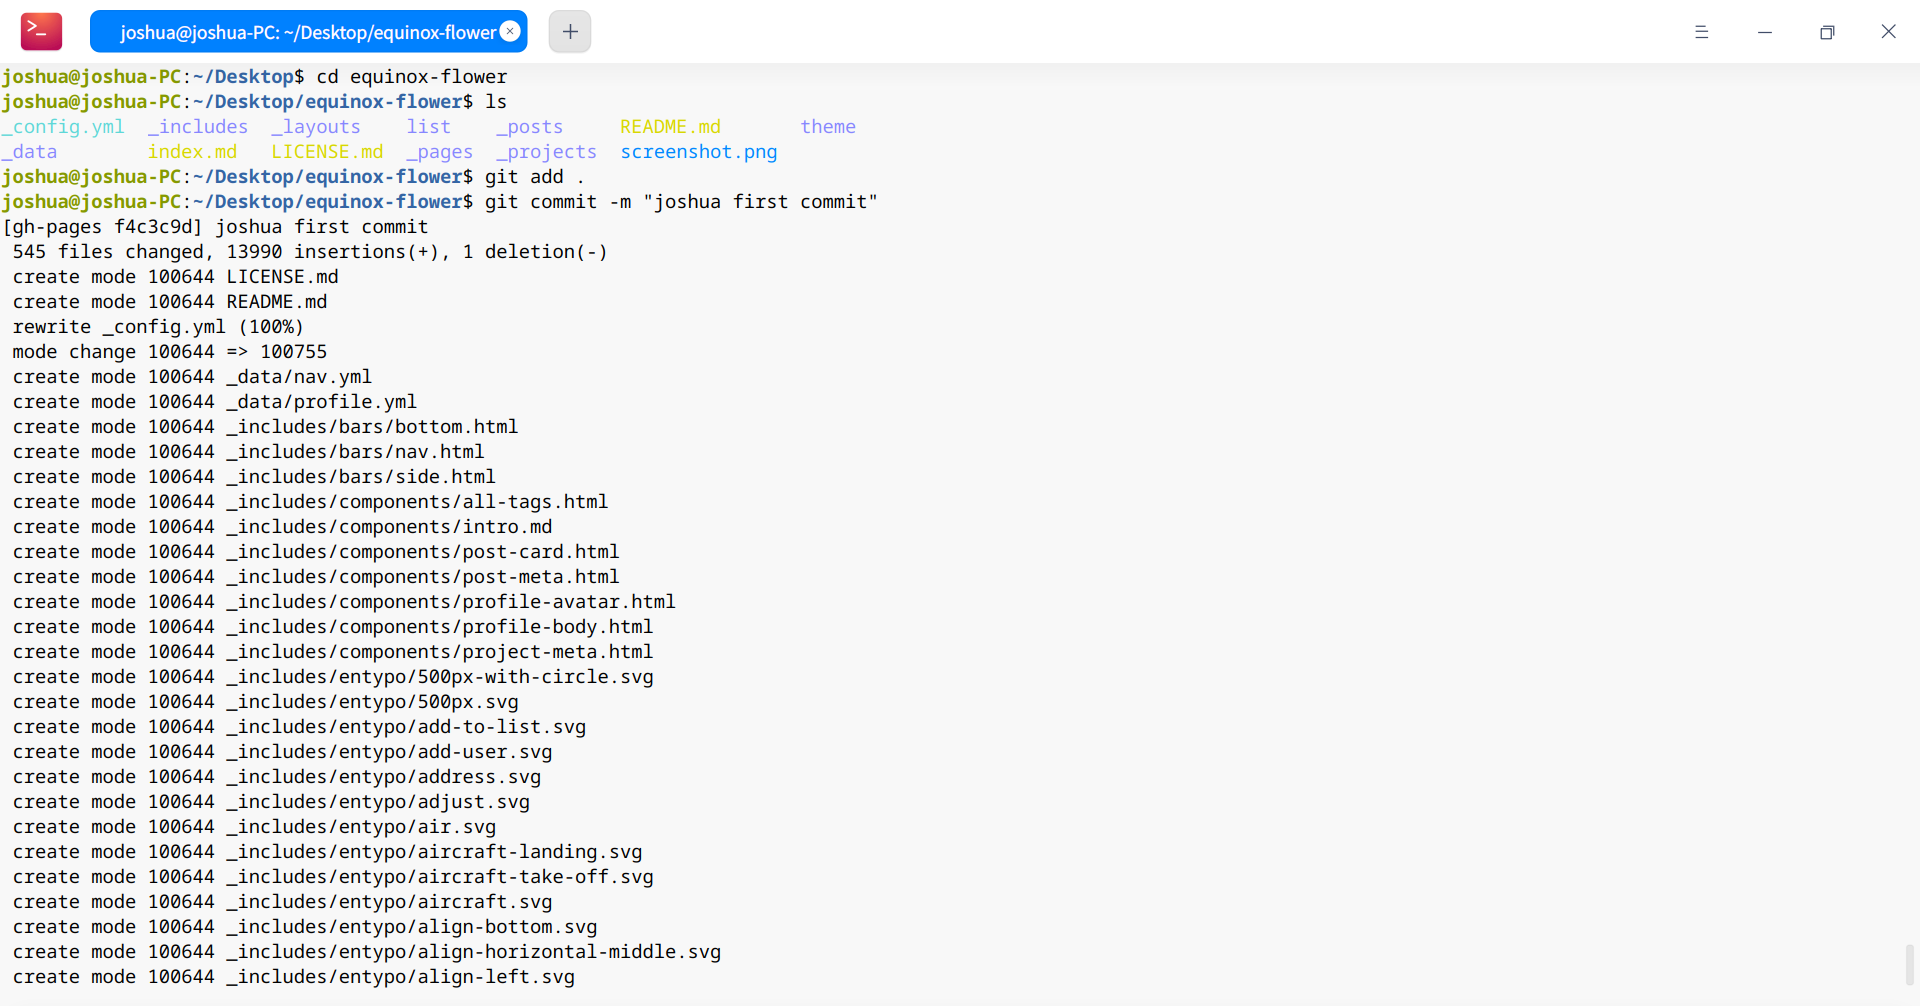 >_ joshua@joshua-PC: ~/Desktop/equinox-flower × +
joshua@joshua-PC:~/Desktop$ cd equinox-flower
joshua@joshua-PC:~/Desktop/equinox-flower$ ls
_config.yml _includes _layouts list _posts README.md theme
_data index.md LICENSE.md _pages _projects screenshot.png
joshua@joshua-PC:~/Desktop/equinox-flower$ git add .
joshua@joshua-PC:~/Desktop/equinox-flower$ git commit -m "joshua first commit"
[gh-pages f4c3c9d] joshua first commit
545 files changed, 13990 insertions(+), 1 deletion(-)
create mode 100644 LICENSE.md
create mode 100644 README.md
rewrite _config.yml (100%)
mode change 100644 => 100755
create mode 100644 _data/nav.yml
create mode 100644 _data/profile.yml
create mode 100644 _includes/bars/bottom.html
create mode 100644 _includes/bars/nav.html
create mode 100644 _includes/bars/side.html
create mode 100644 _includes/components/all-tags.html
create mode 100644 _includes/components/intro.md
create mode 100644 _includes/components/post-card.html
create mode 100644 _includes/components/post-meta.html
create mode 100644 _includes/components/profile-avatar.html
create mode 100644 _includes/components/profile-body.html
create mode 100644 _includes/components/project-meta.html
create mode 100644 _includes/entypo/500px-with-circle.svg
create mode 100644 _includes/entypo/500px.svg
create mode 100644 _includes/entypo/add-to-list.svg
create mode 100644 _includes/entypo/add-user.svg
create mode 100644 _includes/entypo/address.svg
create mode 100644 _includes/entypo/adjust.svg
create mode 100644 _includes/entypo/air.svg
create mode 100644 _includes/entypo/aircraft-landing.svg
create mode 100644 _includes/entypo/aircraft-take-off.svg
create mode 100644 _includes/entypo/aircraft.svg
create mode 100644 _includes/entypo/align-bottom.svg
create mode 100644 _includes/entypo/align-horizontal-middle.svg
create mode 100644 _includes/entypo/align-left.svg